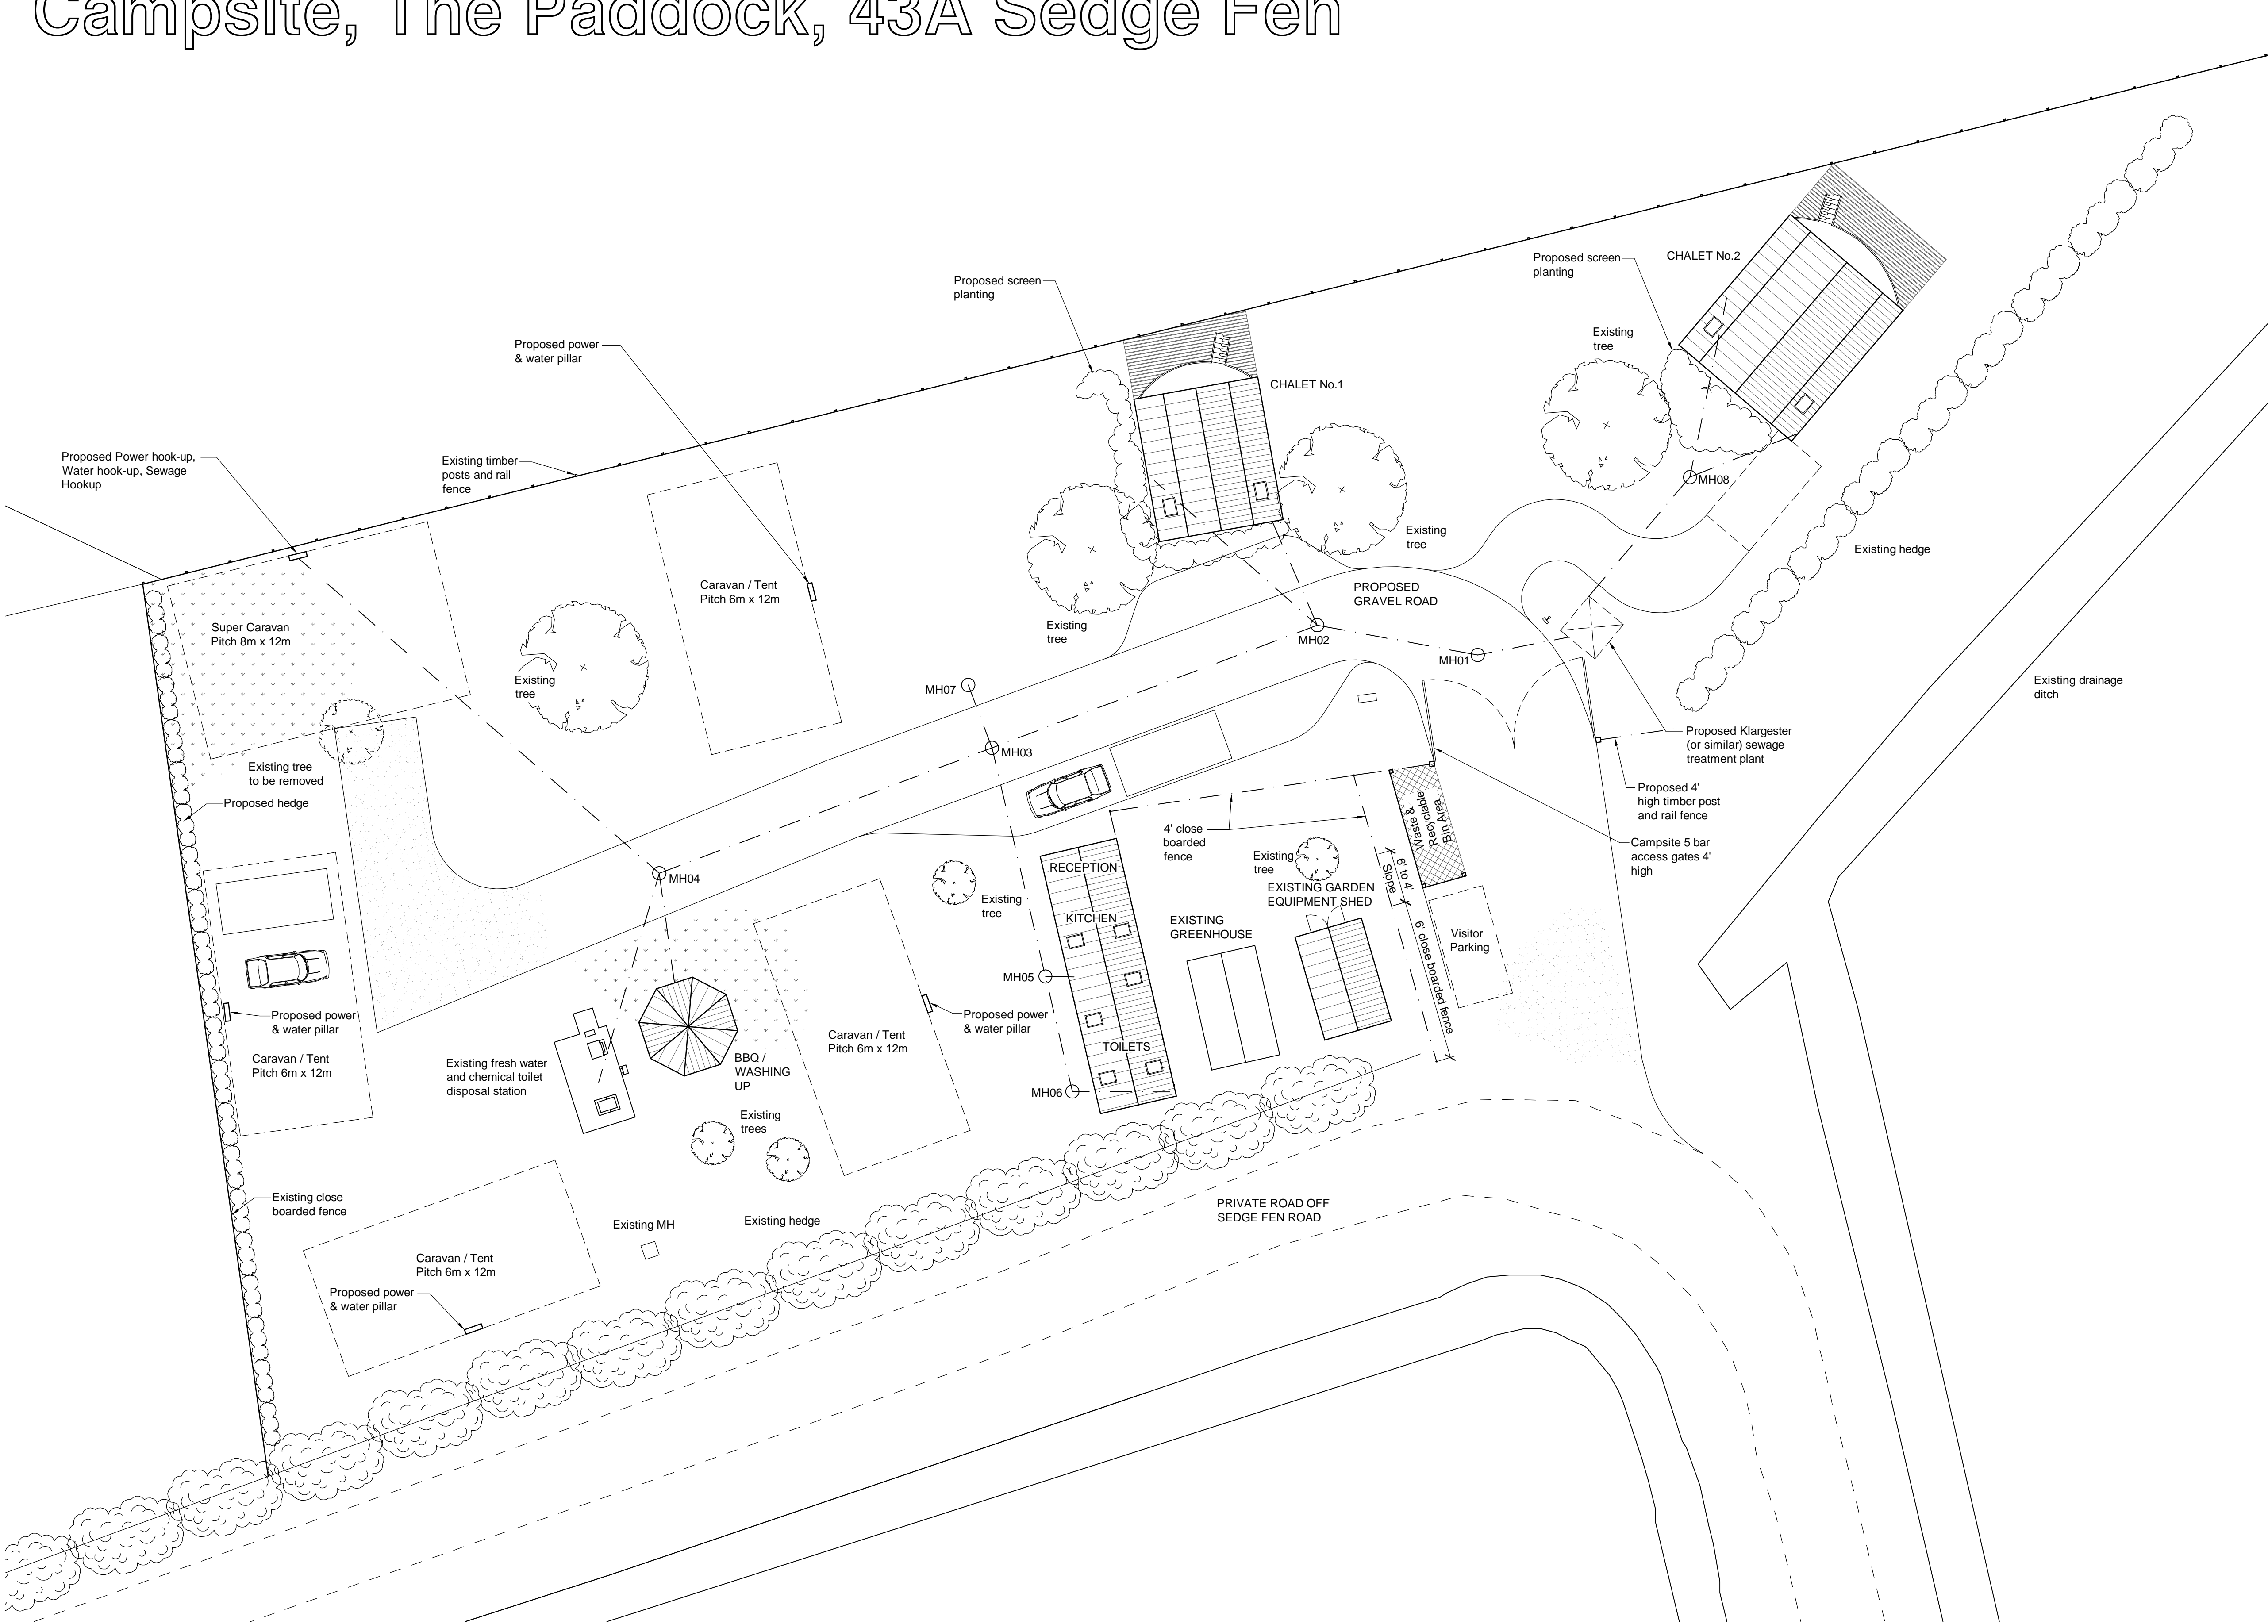 Campsite, The Paddock, 43A Sedge Fen
Proposed screen
planting
CHALET No.2
Proposed screen
planting
Existing
tree
Proposed power
& water pillar
CHALET No.1
Proposed Power hook-up,
Water hook-up, Sewage
Hookup
Existing timber
posts and rail
fence
MH08
Existing
tree
Existing hedge
Caravan / Tent
Pitch 6m x 12m
PROPOSED
GRAVEL ROAD
Super Caravan
Pitch 8m x 12m
Existing
tree
MH02
MH01
Existing
tree
MH07
Existing drainage
ditch
MH03
Proposed Klargester
(or similar) sewage
treatment plant
Existing tree
to be removed
Proposed hedge
Proposed 4'
high timber post
and rail fence
Waste &
Recyclable
Bin Area
4' close
boarded
fence
Existing
tree
Campsite 5 bar
access gates 4'
high
RECEPTION
MH04
6' to 4'
Slope
EXISTING GARDEN
EQUIPMENT SHED
Existing
tree
KITCHEN
EXISTING
GREENHOUSE
Visitor
Parking
6' close boarded fence
MH05
Proposed power
& water pillar
Proposed power
& water pillar
Caravan / Tent
Pitch 6m x 12m
TOILETS
Caravan / Tent
Pitch 6m x 12m
Existing fresh water
and chemical toilet
disposal station
BBQ /
WASHING
UP
MH06
Existing
trees
Existing close
boarded fence
PRIVATE ROAD OFF
SEDGE FEN ROAD
Existing MH
Existing hedge
Caravan / Tent
Pitch 6m x 12m
Proposed power
& water pillar